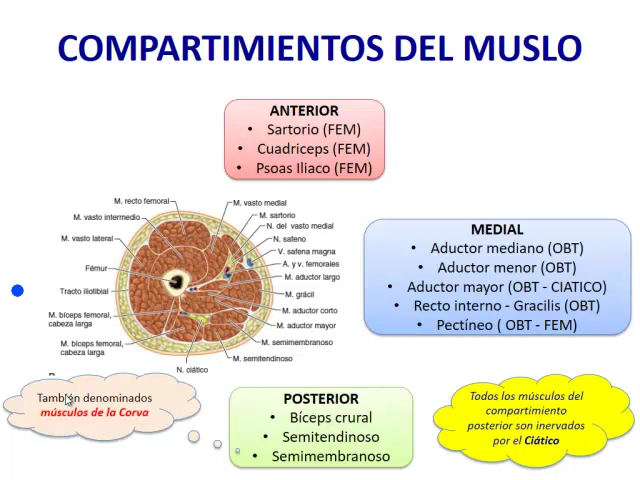 COMPARTIMIENTOS DEL MUSLO
ANTERIOR
• Sartorio (FEM)
• Cuadriceps (FEM)
• Psoas Iliaco (FEM)
M. recto femoral
M. vasto intermedio
M. vasto lateral
Fémur
Tracto iliotibial
M. bíceps femoral,
cabeza larga
M. bíceps femoral,
cabeza larga
N. ciático
M. vasto medial
M. sartorio
N. del vasto medial
N. safeno
V. safena magna
A. y v. femorales
M. aductor largo
M. grácil
M. aductor corto
M. aductor mayor
M. semimembranoso
M. semitendinoso
MEDIAL
• Aductor mediano (OBT)
• Aductor menor (OBT)
• Aductor mayor (OBT - CIATICO)
• Recto interno - Gracilis (OBT)
• Pectíneo ( OBT - FEM)
También denominados
músculos de la Corva
POSTERIOR
• Bíceps crural
• Semitendinoso
• Semimembranoso
Todos los músculos del
compartimiento
posterior son inervados
por el Ciático